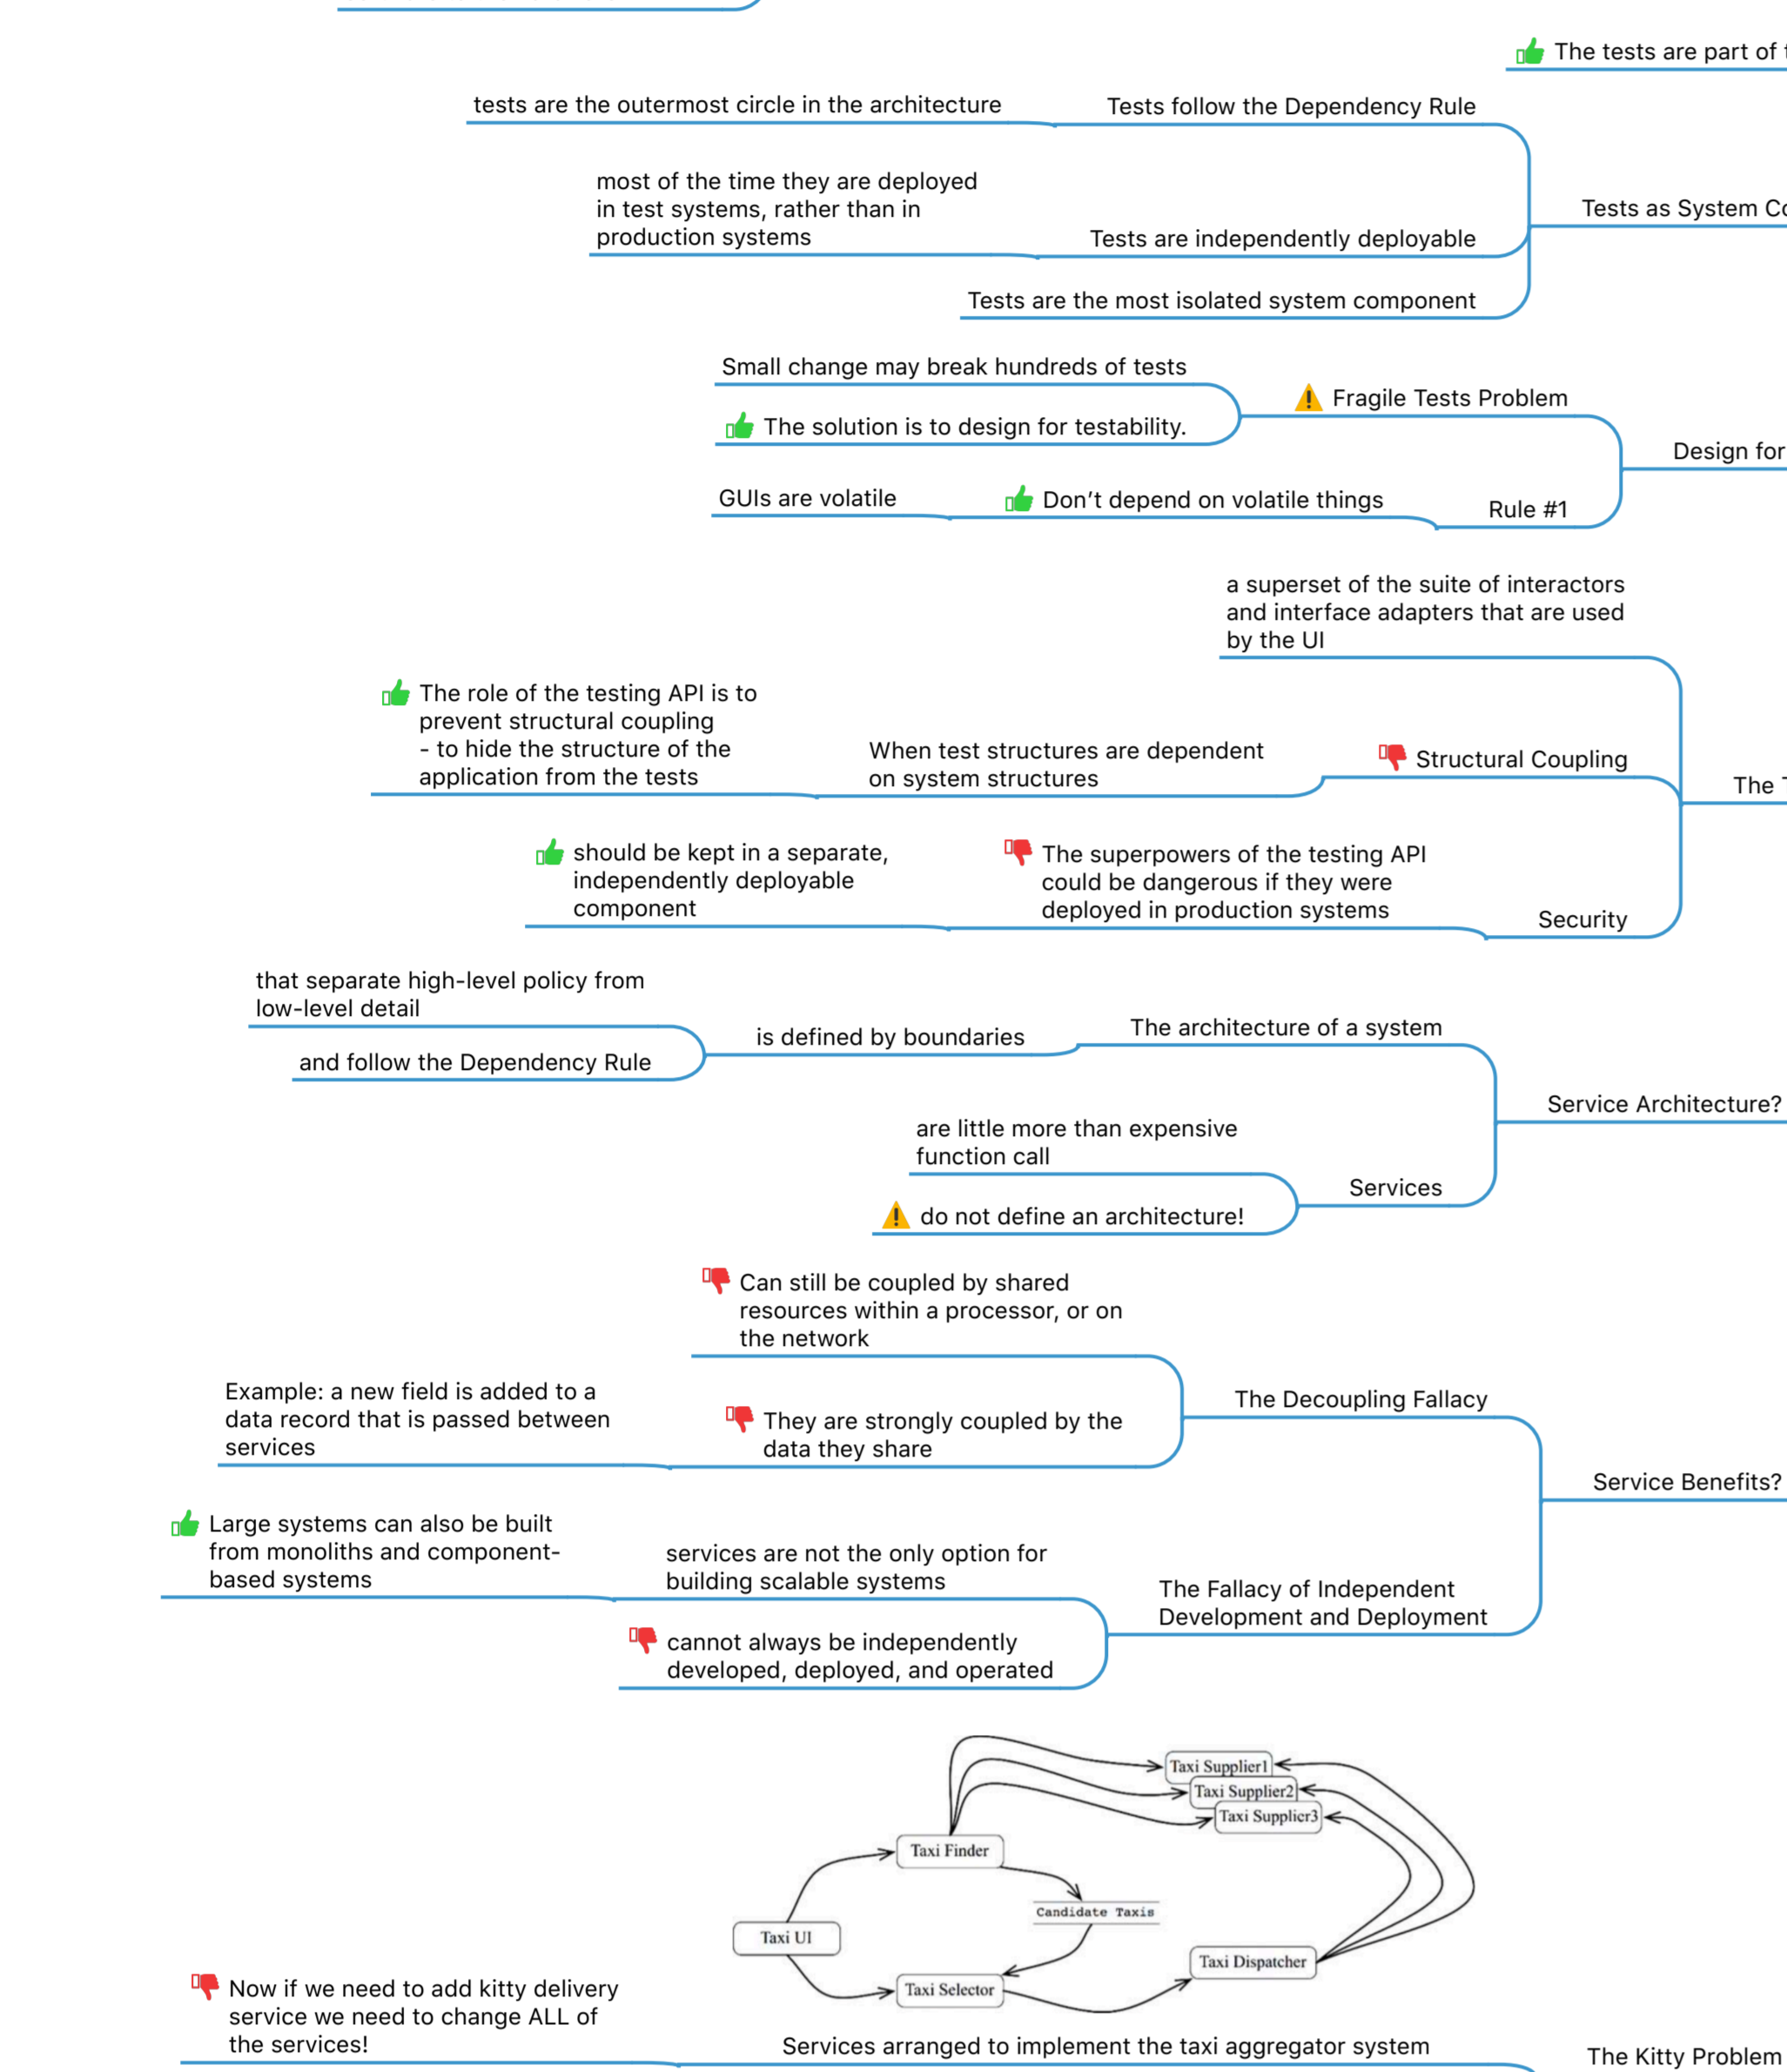 The tests are part of
tests are the outermost circle in the architecture
Tests follow the Dependency Rule
most of the time they are deployed
in test systems, rather than in
production systems
Tests are independently deployable
Tests as System
Tests are the most isolated system component
Small change may break hundreds of tests
Fragile Tests Problem
The solution is to design for testability.
Design for
GUIs are volatile
Don’t depend on volatile things
Rule #1
a superset of the suite of interactors
and interface adapters that are used
by the UI
The role of the testing API is to
prevent structural coupling
- to hide the structure of the
application from the tests
When test structures are dependent
on system structures
Structural Coupling
The
should be kept in a separate,
independently deployable
component
The superpowers of the testing API
could be dangerous if they were
deployed in production systems
Security
that separate high-level policy from
low-level detail
and follow the Dependency Rule
is defined by boundaries
The architecture of a system
Service Architecture?
are little more than expensive
function call
Services
do not define an architecture!
Can still be coupled by shared
resources within a processor, or on
the network
The Decoupling Fallacy
Example: a new field is added to a
data record that is passed between
services
They are strongly coupled by the
data they share
Service Benefits?
Large systems can also be built
from monoliths and component-
based systems
services are not the only option for
building scalable systems
The Fallacy of Independent
Development and Deployment
cannot always be independently
developed, deployed, and operated
Taxi Supplier1
Taxi Supplier2
Taxi Supplier3
Taxi Finder
Candidate Taxis
Taxi UI
Taxi Dispatcher
Taxi Selector
Now if we need to add kitty delivery
service we need to change ALL of
the services!
Services arranged to implement the taxi aggregator system
The Kitty Problem